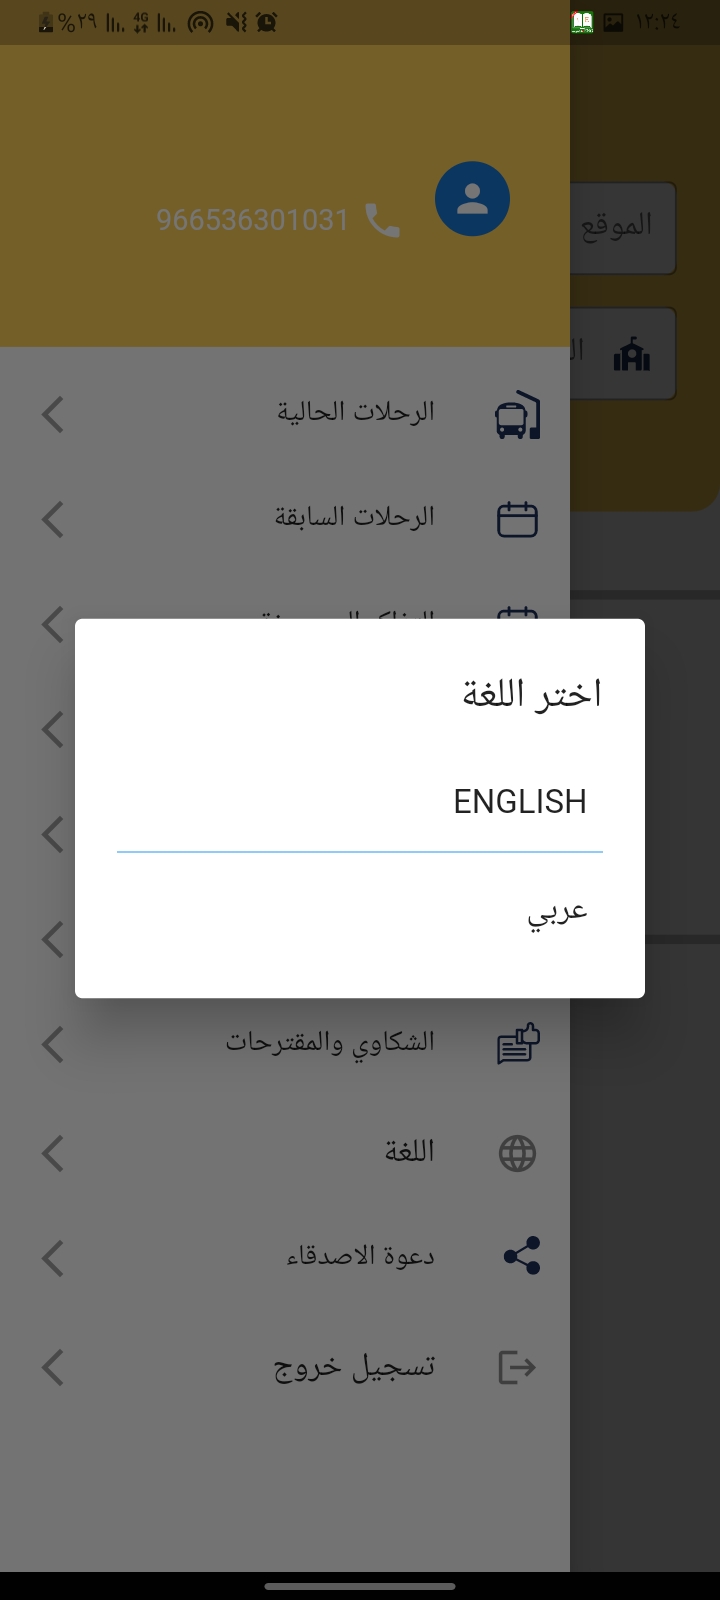 ١٢:٢٤
4G
%٢٩
966536301031
الموقع
الرحلات الحالية
الرحلات السابقة
اختر اللغة
ENGLISH
عربي
الشكاوي والمقترحات
اللغة
دعوة الاصدقاء
تسجيل خروج